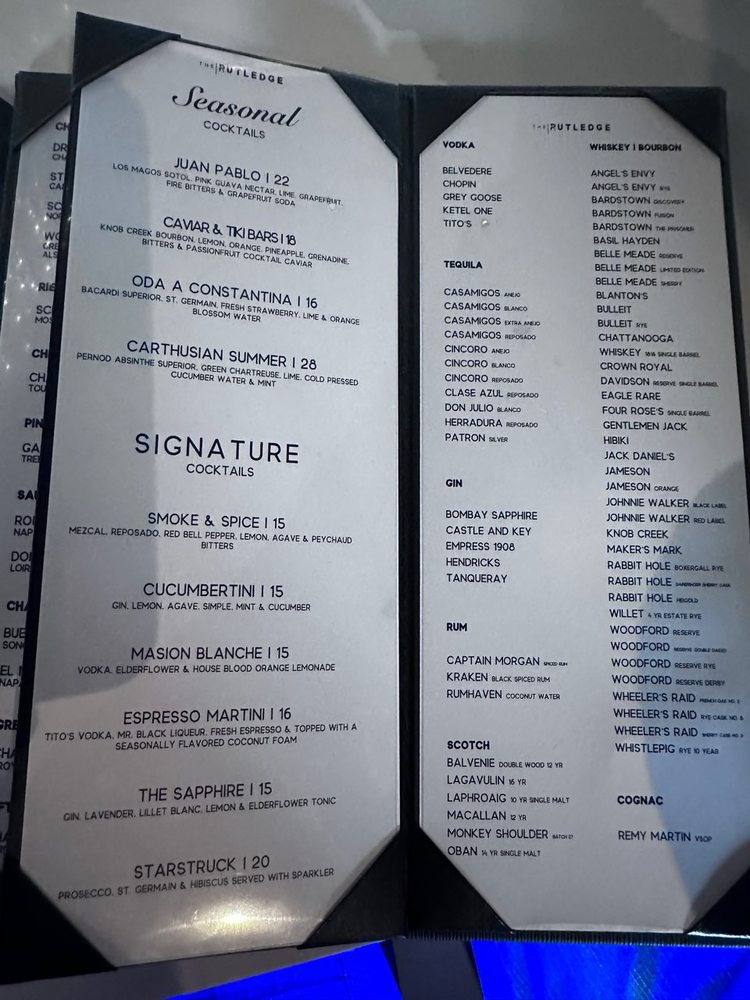 THE|RUTLEDGE
Seasonal
COCKTAILS
JUAN PABLO | 22
LOS MAGOS SOTOL, PINK GUAVA NECTAR, LIME, GRAPEFRUIT,
FIRE BITTERS & GRAPEFRUIT SODA
CAVIAR & TIKI BARS | 18
KNOB CREEK BOURBON, LEMON, ORANGE, PINEAPPLE, GRENADINE,
BITTERS & PASSIONFRUIT COCKTAIL CAVIAR
ODA A CONSTANTINA | 16
BACARDI SUPERIOR, ST. GERMAIN, FRESH STRAWBERRY, LIME & ORANGE
BLOSSOM WATER
CARTHUSIAN SUMMER | 28
PERNOD ABSINTHE SUPERIOR, GREEN CHARTREUSE, LIME, COLD PRESSED
CUCUMBER WATER & MINT
SIGNATURE
COCKTAILS
SMOKE & SPICE | 15
MEZCAL, REPOSADO, RED BELL PEPPER, LEMON, AGAVE & PEYCHAUD
BITTERS
CUCUMBERTINI | 15
GIN, LEMON, AGAVE, SIMPLE, MINT & CUCUMBER
MASION BLANCHE | 15
VODKA, ELDERFLOWER & HOUSE BLOOD ORANGE LEMONADE
ESPRESSO MARTINI | 16
TITO'S VODKA, MR. BLACK LIQUEUR, FRESH ESPRESSO & TOPPED WITH A
SEASONALLY FLAVORED COCONUT FOAM
THE SAPPHIRE | 15
GIN, LAVENDER, LILLET BLANC, LEMON & ELDERFLOWER TONIC
STARSTRUCK | 20
PROSECCO, ST. GERMAIN & HIBISCUS SERVED WITH SPARKLER
THE|RUTLEDGE
VODKA
BELVEDERE
CHOPIN
GREY GOOSE
KETEL ONE
TITO'S
TEQUILA
CASAMIGOS ANEJO
CASAMIGOS BLANCO
CASAMIGOS EXTRA ANEJO
CASAMIGOS REPOSADO
CINCORO ANEJO
CINCORO BLANCO
CINCORO REPOSADO
CLASE AZUL REPOSADO
DON JULIO BLANCO
HERRADURA REPOSADO
PATRON SILVER
GIN
BOMBAY SAPPHIRE
CASTLE AND KEY
EMPRESS 1908
HENDRICKS
TANQUERAY
RUM
CAPTAIN MORGAN SPICED RUM
KRAKEN BLACK SPICED RUM
RUMHAVEN COCONUT WATER
SCOTCH
BALVENIE DOUBLE WOOD 12 YR
LAGAVULIN 16 YR
LAPHROAIG 10 YR SINGLE MALT
MACALLAN 12 YR
MONKEY SHOULDER BATCH 27
OBAN 14 YR SINGLE MALT
WHISKEY | BOURBON
ANGEL'S ENVY
ANGEL'S ENVY RYE
BARDSTOWN DISCOVERY
BARDSTOWN FUSION
BARDSTOWN THE PRISONER
BASIL HAYDEN
BELLE MEADE RESERVE
BELLE MEADE LIMITED EDITION
BELLE MEADE SHERRY
BLANTON'S
BULLEIT
BULLEIT RYE
CHATTANOOGA
WHISKEY 1816 SINGLE BARREL
CROWN ROYAL
DAVIDSON RESERVE SINGLE BARREL
EAGLE RARE
FOUR ROSE'S SINGLE BARREL
GENTLEMEN JACK
HIBIKI
JACK DANIEL'S
JAMESON
JAMESON ORANGE
JOHNNIE WALKER BLACK LABEL
JOHNNIE WALKER RED LABEL
KNOB CREEK
MAKER'S MARK
RABBIT HOLE BOXERGALL RYE
RABBIT HOLE DARERINGER SHERRY CASK
RABBIT HOLE HEIGOLD
WILLET 4 YR ESTATE RYE
WOODFORD RESERVE
WOODFORD RESERVE DOUBLE OAKED
WOODFORD RESERVE RYE
WOODFORD RESERVE DERBY
WHEELER'S RAID
WHEELER'S RAID RYE CASK NO. 5
WHEELER'S RAID SHERRY CASK NO. 3
WHISTLEPIG RYE 10 YEAR
COGNAC
REMY MARTIN VSOP